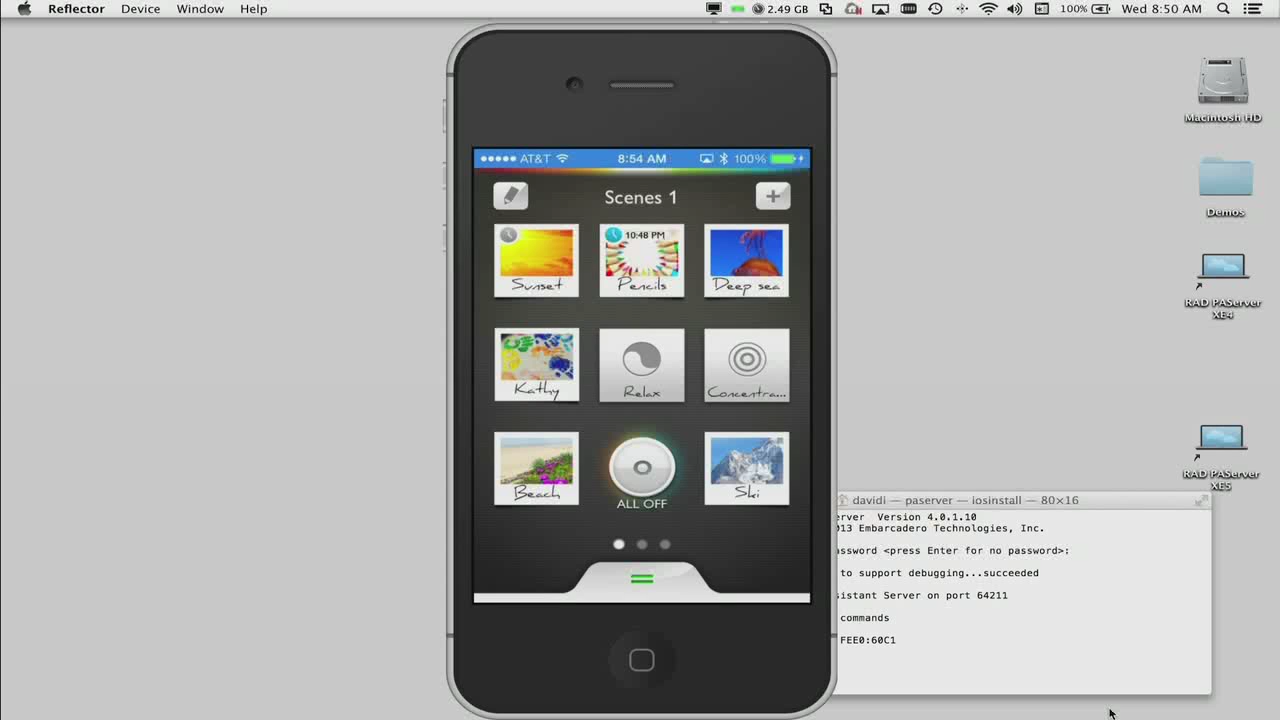 Reflector Device Window Help 2.49 GB 100% Wed 8:50 AM
AT&T 8:54 AM 100%
Scenes 1
10:48 PM
Sunset Pencils Deep sea
Kathy Relax Concentra...
Beach ALL OFF Ski
Macintosh HD
Demos
RAD PAServer
XE4
RAD PAServer
XE5
davidi — paserver — iosinstall — 80×16
erver Version 4.0.1.10
13 Embarcadero Technologies, Inc.
assword <press Enter for no password>:
to support debugging...succeeded
sistant Server on port 64211
commands
FEE0:60C1